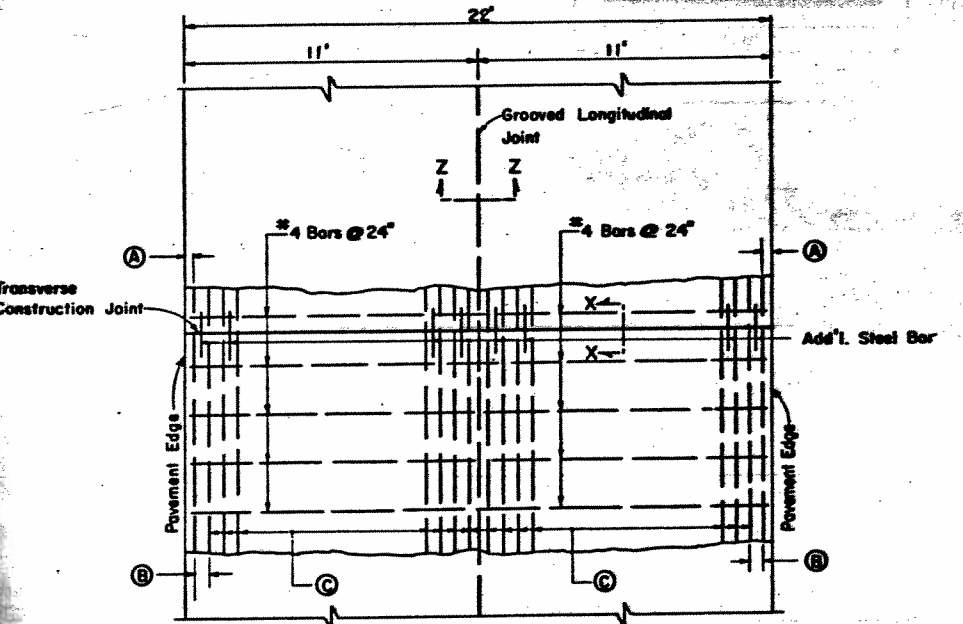 22'
11'
11'
Grooved Longitudinal
Joint
Z
Z
#4 Bars @ 24"
#4 Bars @ 24"
A
A
Transverse
Construction Joint
X
X
Add'l. Steel Bar
Pavement Edge
Pavement Edge
B
C
C
B